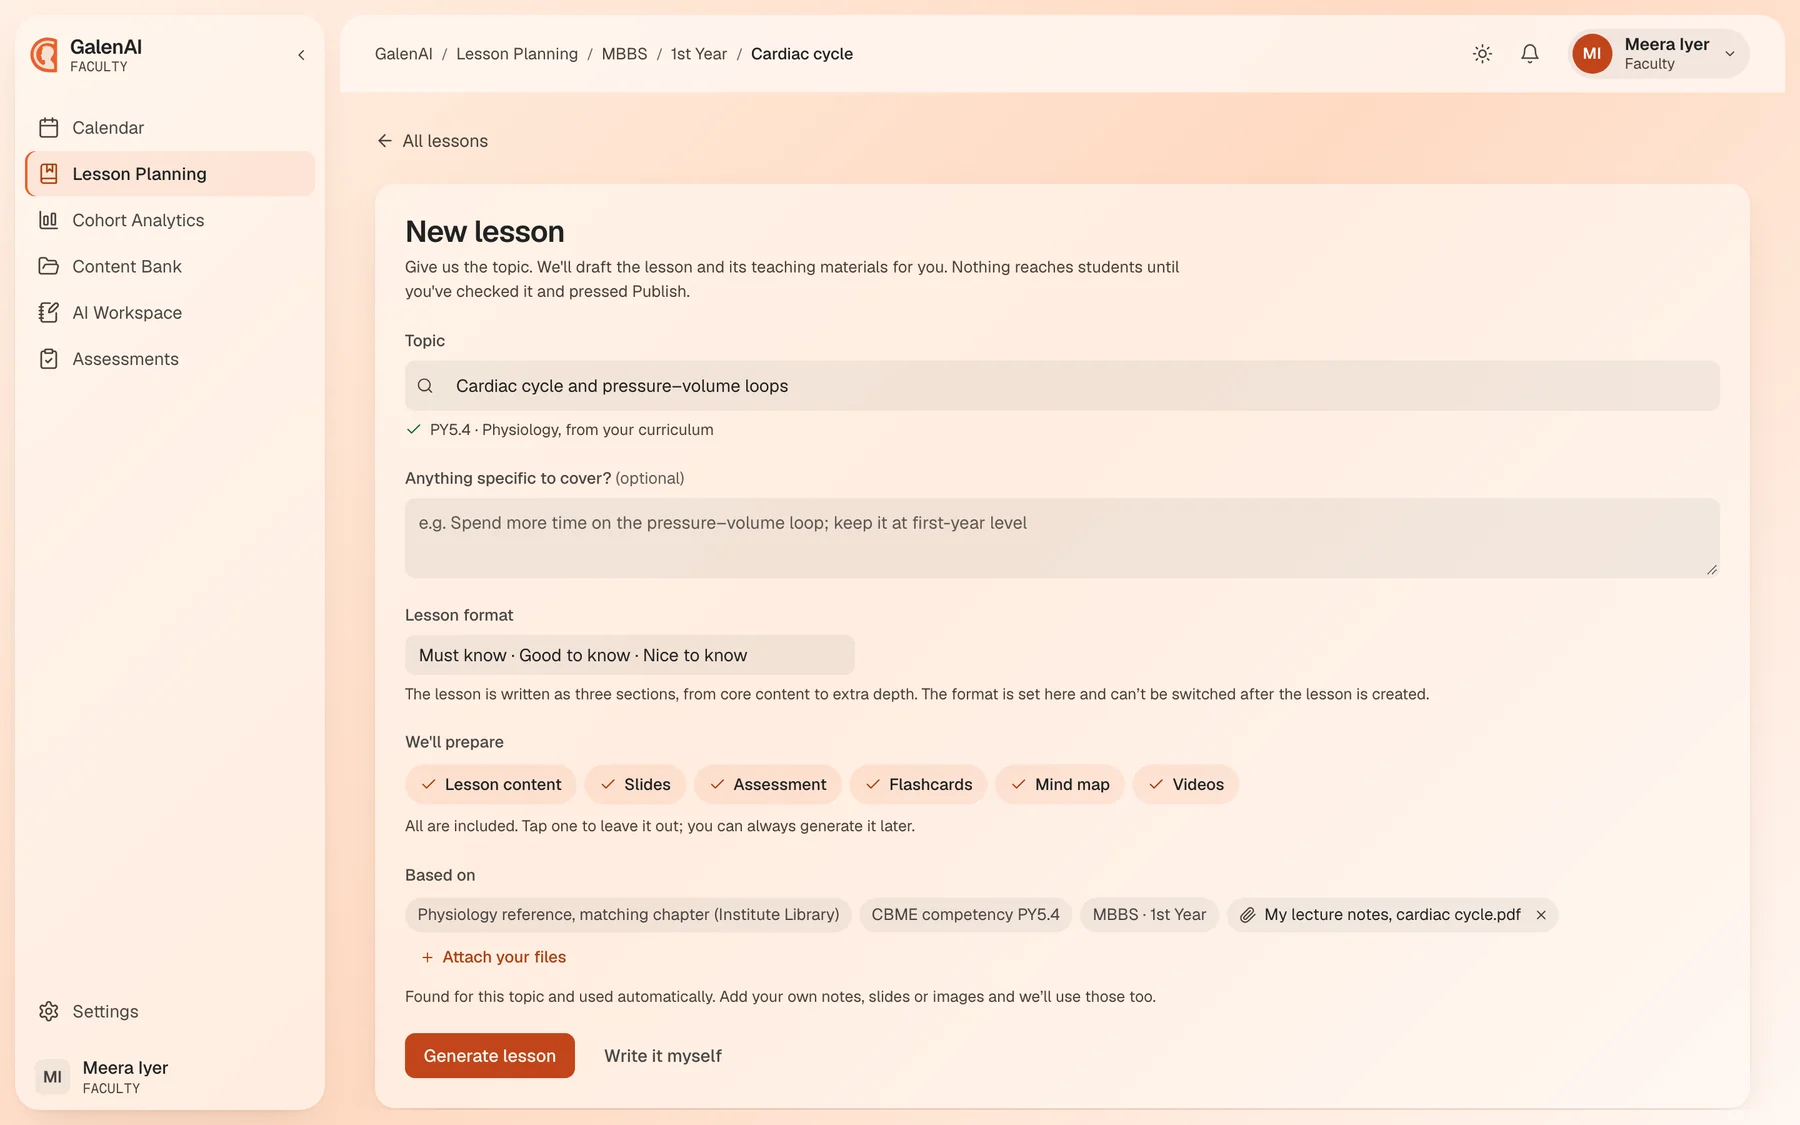 GalenAI
FACULTY
Calendar
Lesson Planning
Cohort Analytics
Content Bank
AI Workspace
Assessments
Settings
MI
Meera Iyer
FACULTY
GalenAI / Lesson Planning / MBBS / 1st Year / Cardiac cycle
MI
Meera Iyer
Faculty
All lessons
New lesson
Give us the topic. We'll draft the lesson and its teaching materials for you. Nothing reaches students until
you've checked it and pressed Publish.
Topic
Cardiac cycle and pressure–volume loops
PY5.4 · Physiology, from your curriculum
Anything specific to cover? (optional)
e.g. Spend more time on the pressure–volume loop; keep it at first-year level
Lesson format
Must know · Good to know · Nice to know
The lesson is written as three sections, from core content to extra depth. The format is set here and can’t be switched after the lesson is created.
We'll prepare
Lesson content Slides Assessment Flashcards Mind map Videos
All are included. Tap one to leave it out; you can always generate it later.
Based on
Physiology reference, matching chapter (Institute Library) CBME competency PY5.4 MBBS · 1st Year My lecture notes, cardiac cycle.pdf ×
+ Attach your files
Found for this topic and used automatically. Add your own notes, slides or images and we’ll use those too.
Generate lesson Write it myself